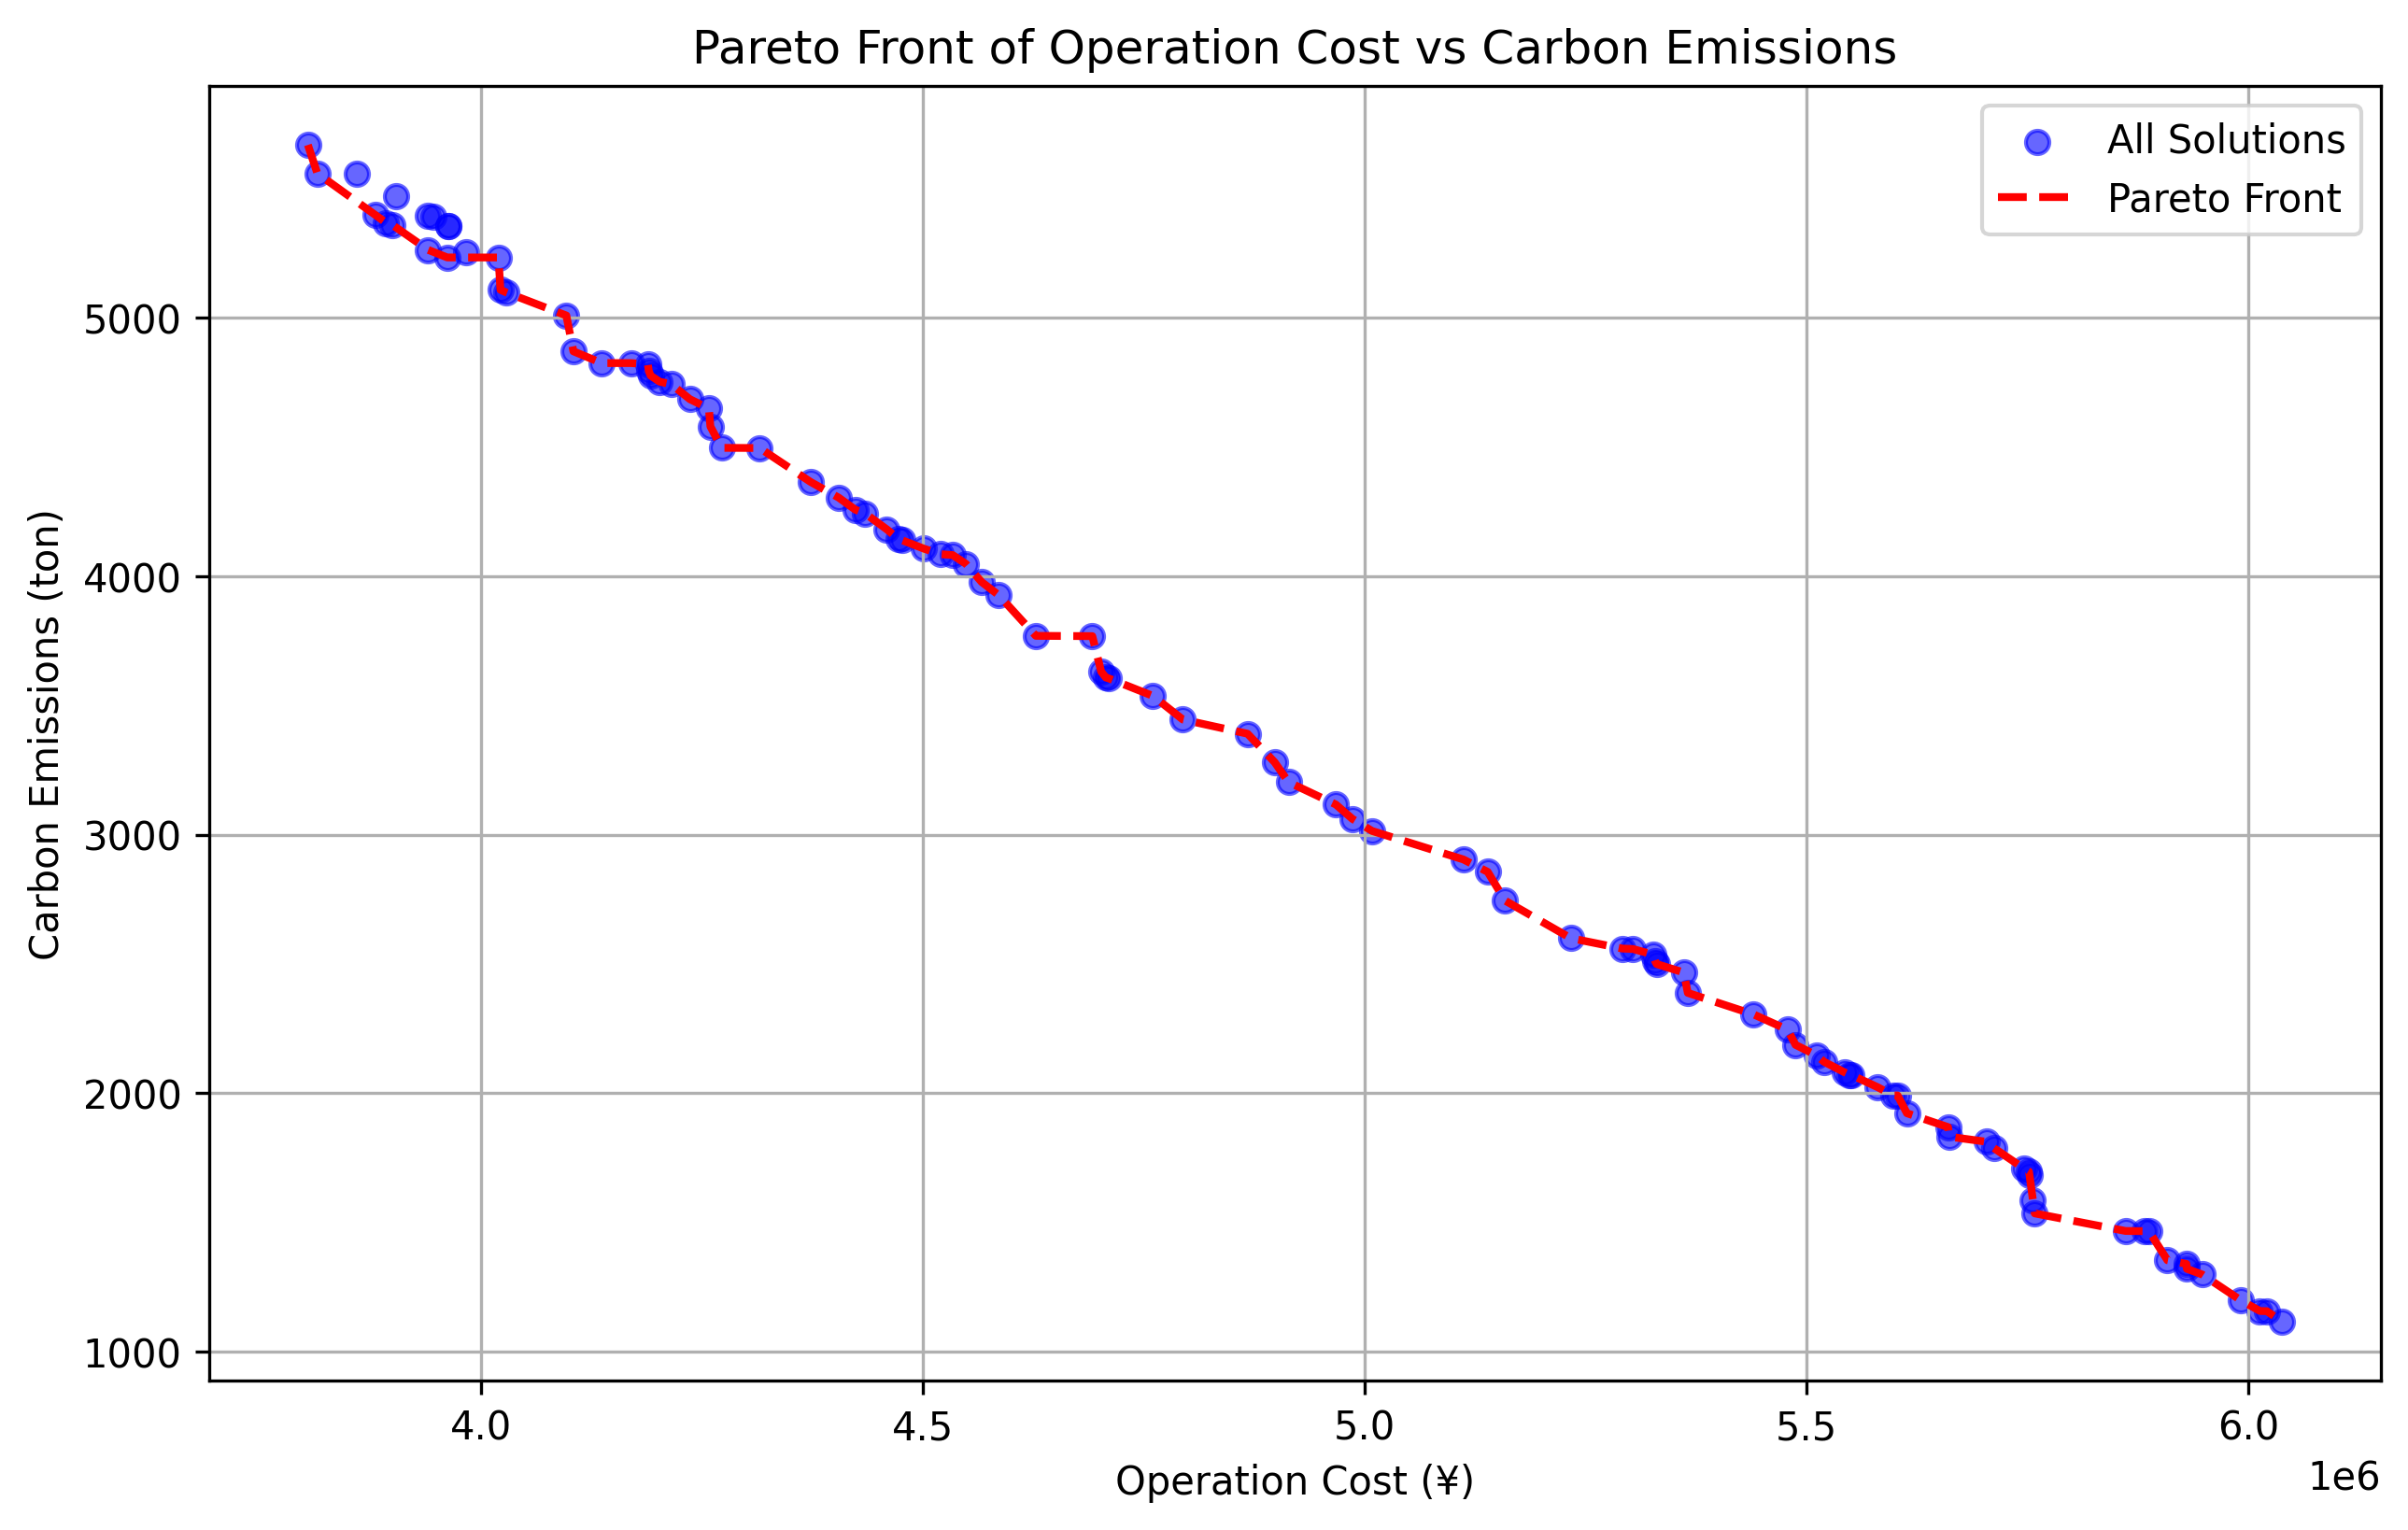 Pareto Front of Operation Cost vs Carbon Emissions
All Solutions
Pareto Front
Carbon Emissions (ton)
5000
4000
3000
2000
1000
4.0 4.5 5.0 5.5 6.0
1e6
Operation Cost (¥)